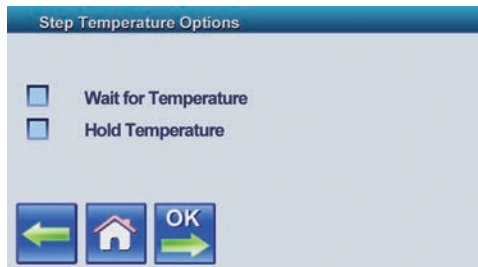 Step Temperature Options
Wait for Temperature
Hold Temperature
OK